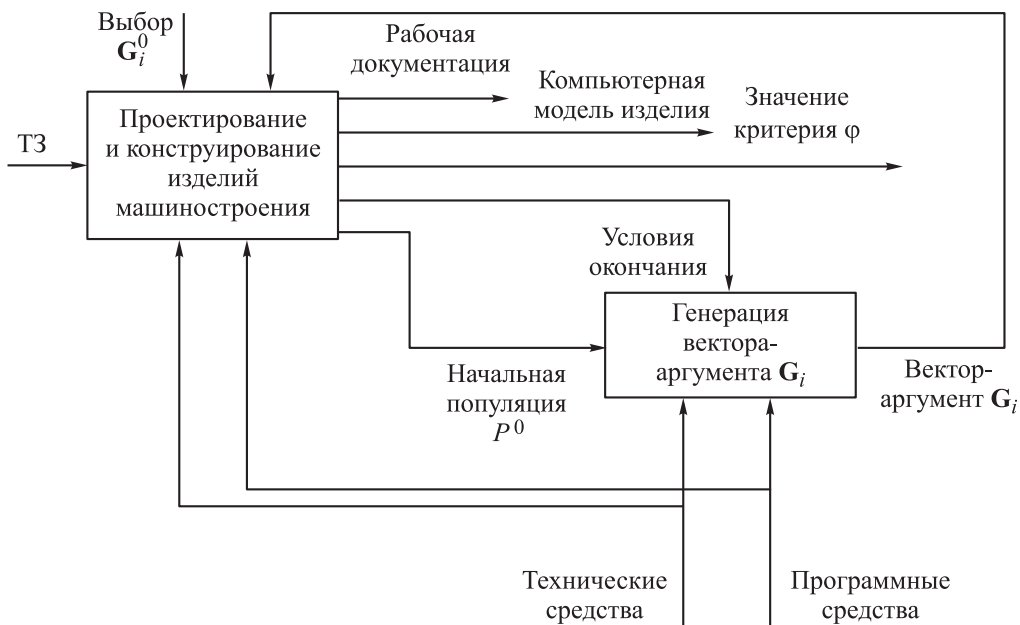 Выбор
G_i^0
Рабочая
документация
Компьютерная
модель изделия
Значение
критерия φ
ТЗ
Проектирование
и конструирование
изделий
машиностроения
Условия
окончания
Генерация
вектора-
аргумента G_i
Начальная
популяция
P^0
Вектор-
аргумент G_i
Технические
средства
Программные
средства